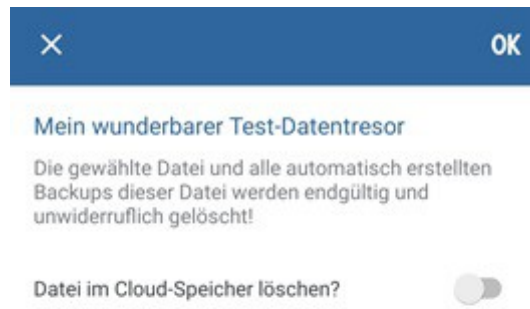 OK
Mein wunderbarer Test-Datentresor
Die gewählte Datei und alle automatisch erstellten
Backups dieser Datei werden endgültig und
unwiderruflich gelöscht!
Datei im Cloud-Speicher löschen?